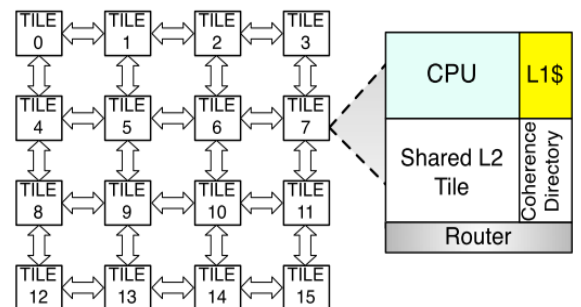 TILE
0
TILE
1
TILE
2
TILE
3
TILE
4
TILE
5
TILE
6
TILE
7
TILE
8
TILE
9
TILE
10
TILE
11
TILE
12
TILE
13
TILE
14
TILE
15
CPU
L1$
Shared L2
Tile
Coherence
Directory
Router